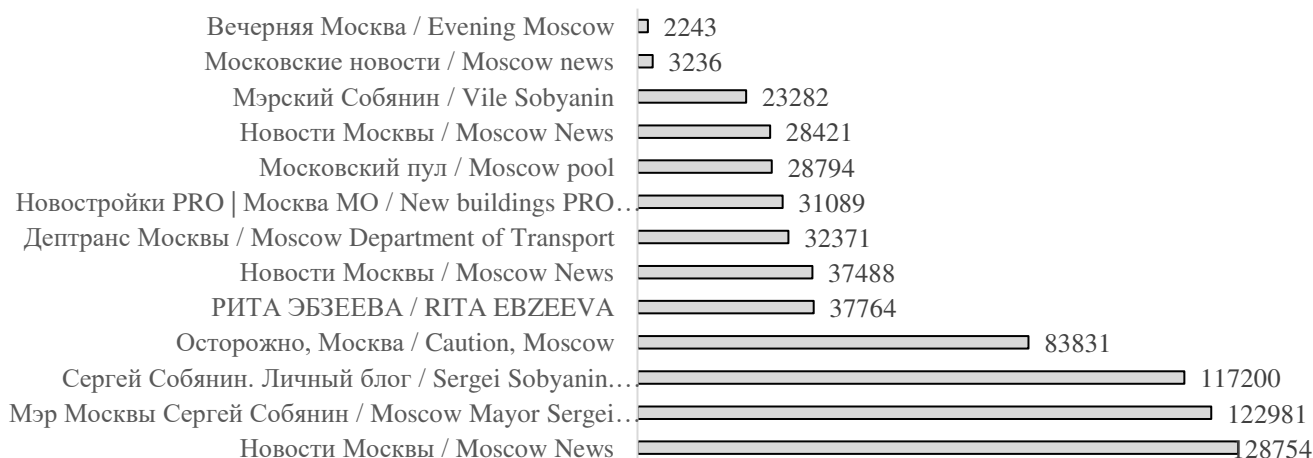 Вечерняя Москва / Evening Moscow 2243
Московские новости / Moscow news 3236
Мэрский Собянин / Vile Sobyanin 23282
Новости Москвы / Moscow News 28421
Московский пул / Moscow pool 28794
Новостройки PRO | Москва МО / New buildings PRO… 31089
Дептранс Москвы / Moscow Department of Transport 32371
Новости Москвы / Moscow News 37488
РИТА ЭБЗЕЕВА / RITA EBZEEVA 37764
Осторожно, Москва / Caution, Moscow 83831
Сергей Собянин. Личный блог / Sergei Sobyanin.… 117200
Мэр Москвы Сергей Собянин / Moscow Mayor Sergei… 122981
Новости Москвы / Moscow News 128754